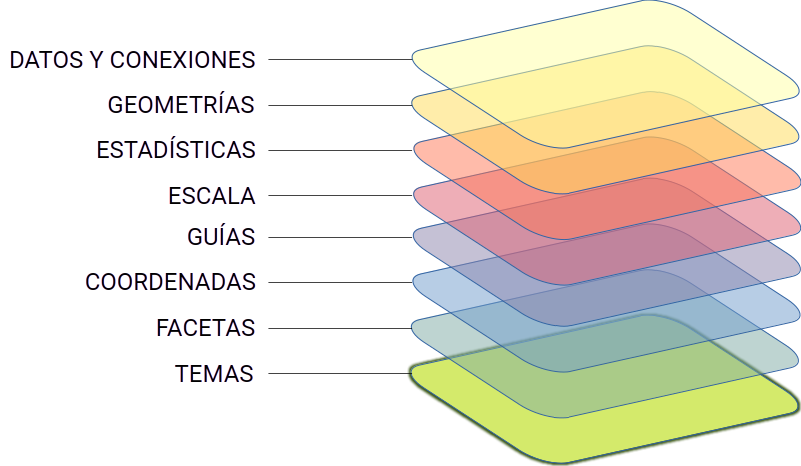 DATOS Y CONEXIONES
GEOMETRÍAS
ESTADÍSTICAS
ESCALA
GUÍAS
COORDENADAS
FACETAS
TEMAS